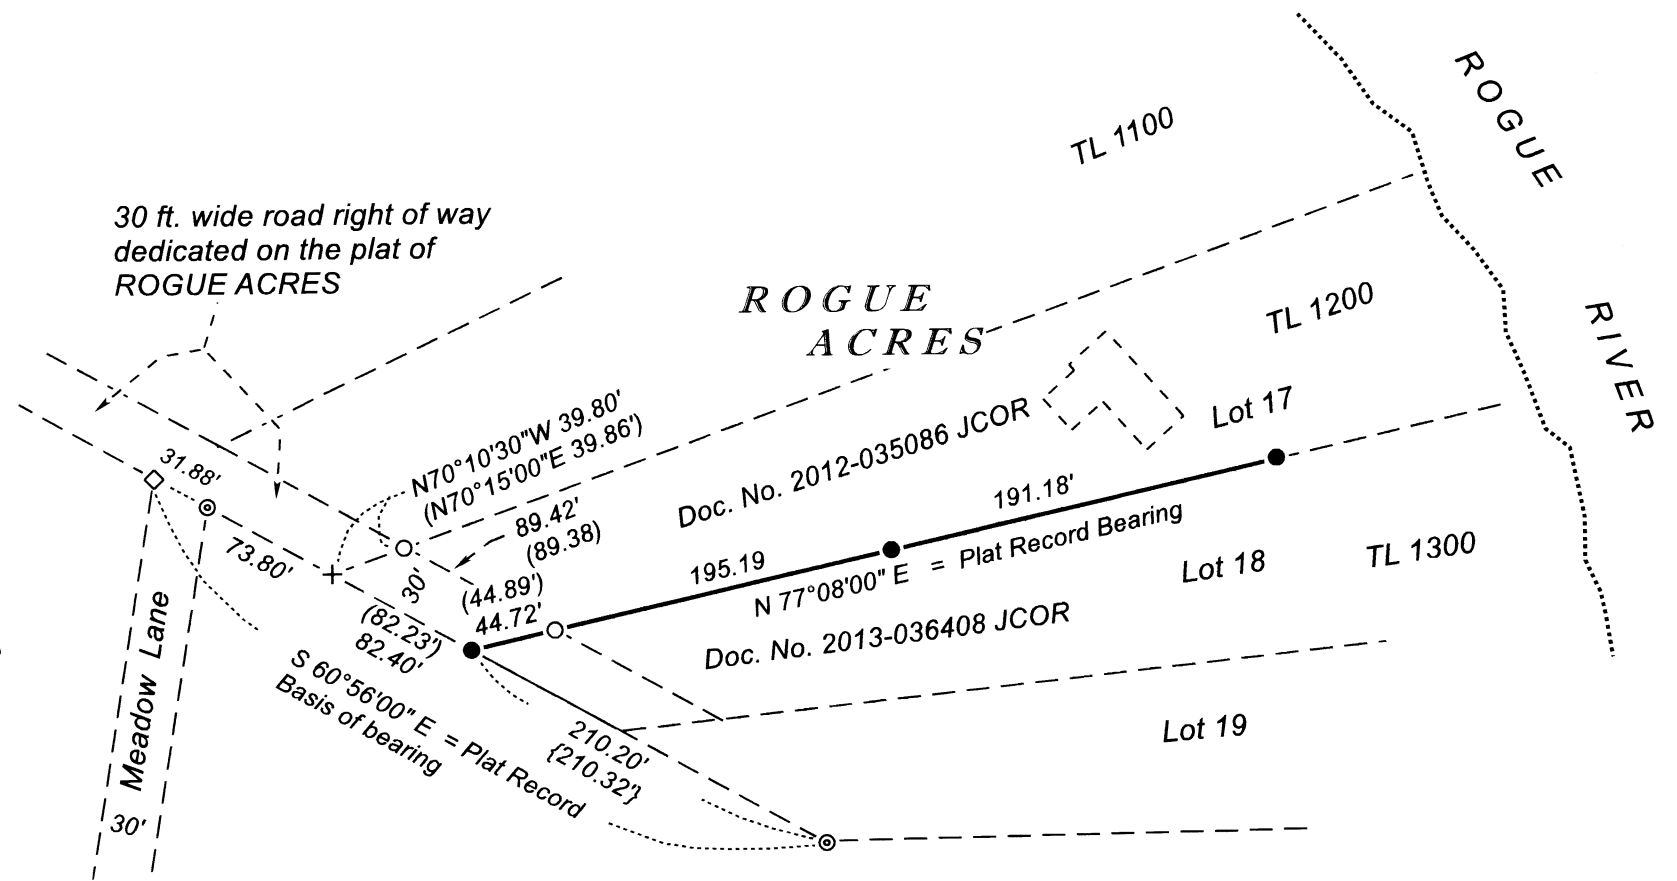 ROGUE
RIVER
TL 1100
30 ft. wide road right of way
dedicated on the plat of
ROGUE ACRES
ROGUE
ACRES
TL 1200
Lot 17
N70°10'30"W 39.80'
(N70°15'00"E 39.86')
Doc. No. 2012-035086 JCOR
31.88'
73.80'
89.42'
(89.38)
30'
(44.89')
44.72'
195.19
191.18'
N 77°08'00" E = Plat Record Bearing
Lot 18
TL 1300
Doc. No. 2013-036408 JCOR
(82.23')
82.40'
S 60°56'00" E = Plat Record
Basis of bearing
210.20'
{210.32'}
Lot 19
Meadow Lane
30'